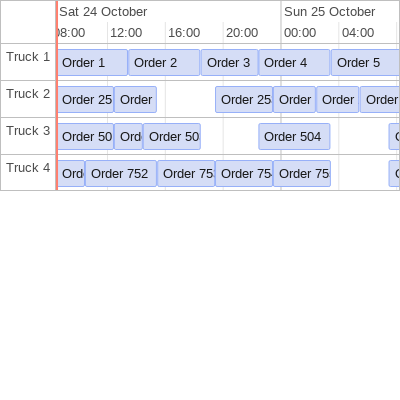 Sat 24 October Sun 25 October
08:00 12:00 16:00 20:00 00:00 04:00
Truck 1 Order 1 Order 2 Order 3 Order 4 Order 5
Truck 2 Order 25 Order Order 25 Order Order Order
Truck 3 Order 50 Ord Order 50 Order 504
Truck 4 Ord Order 752 Order 75 Order 75 Order 75